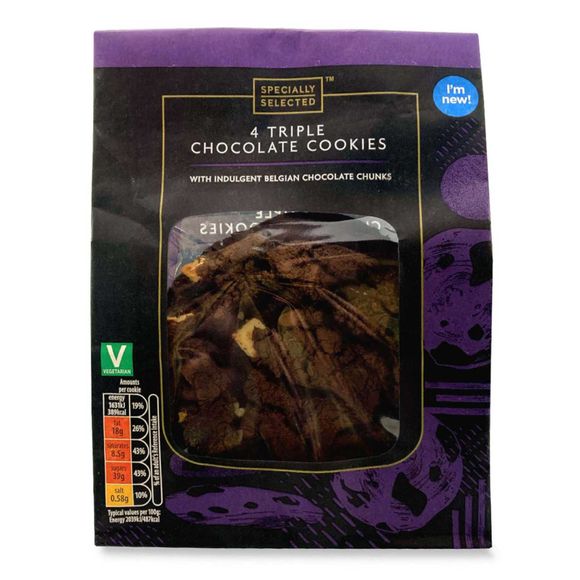 SPECIALLY
SELECTED
™
I'm
new!
4 TRIPLE
CHOCOLATE COOKIES
WITH INDULGENT BELGIAN CHOCOLATE CHUNKS
V
VEGETARIAN
Amounts
per cookie
energy
1631kJ
389kcal
19%
fat
18g
26%
saturates
8.5g
43%
sugars
39g
43%
salt
0.58g
10%
% of an adult's Reference Intake
Typical values per 100g:
Energy 2039kJ/487kcal